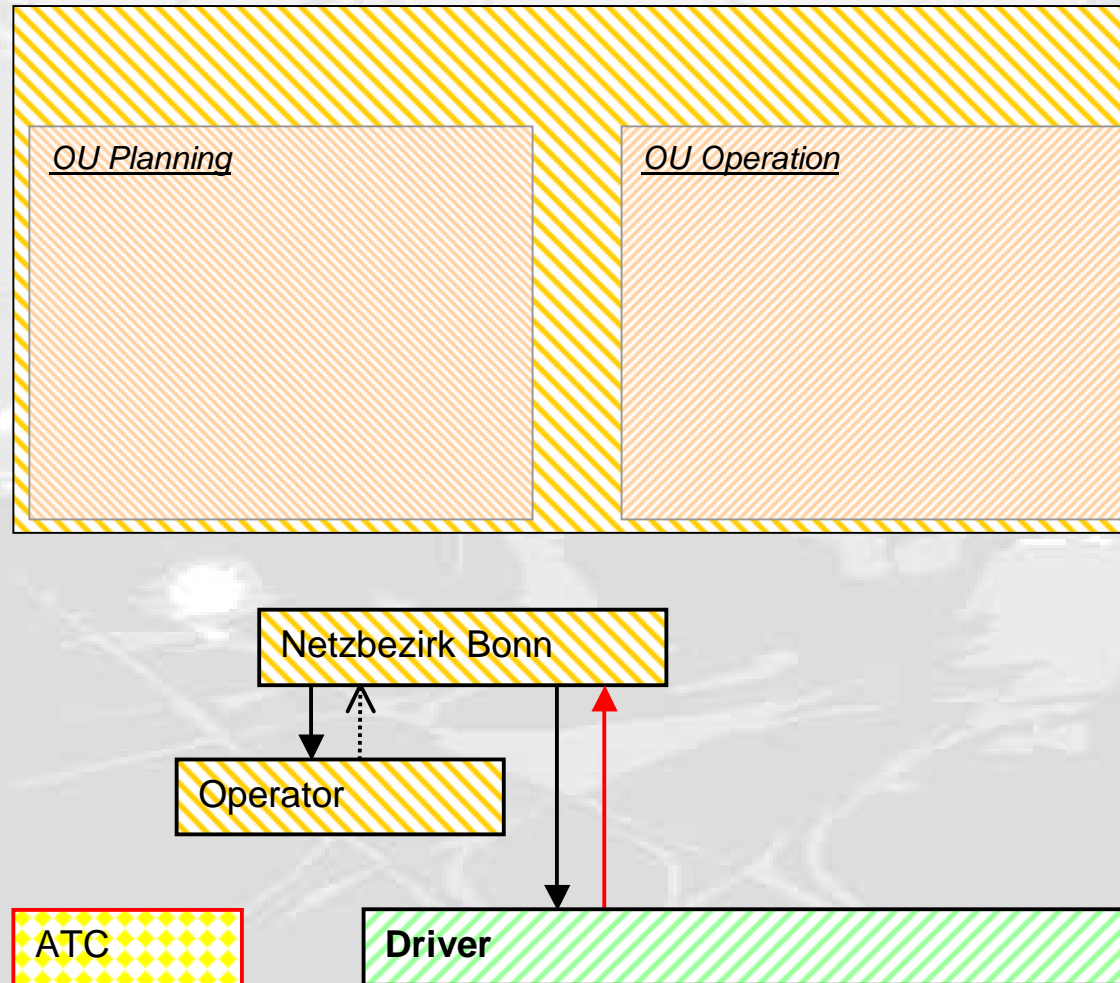 OU Planning
OU Operation
Netzbezirk Bonn
Operator
ATC
Driver